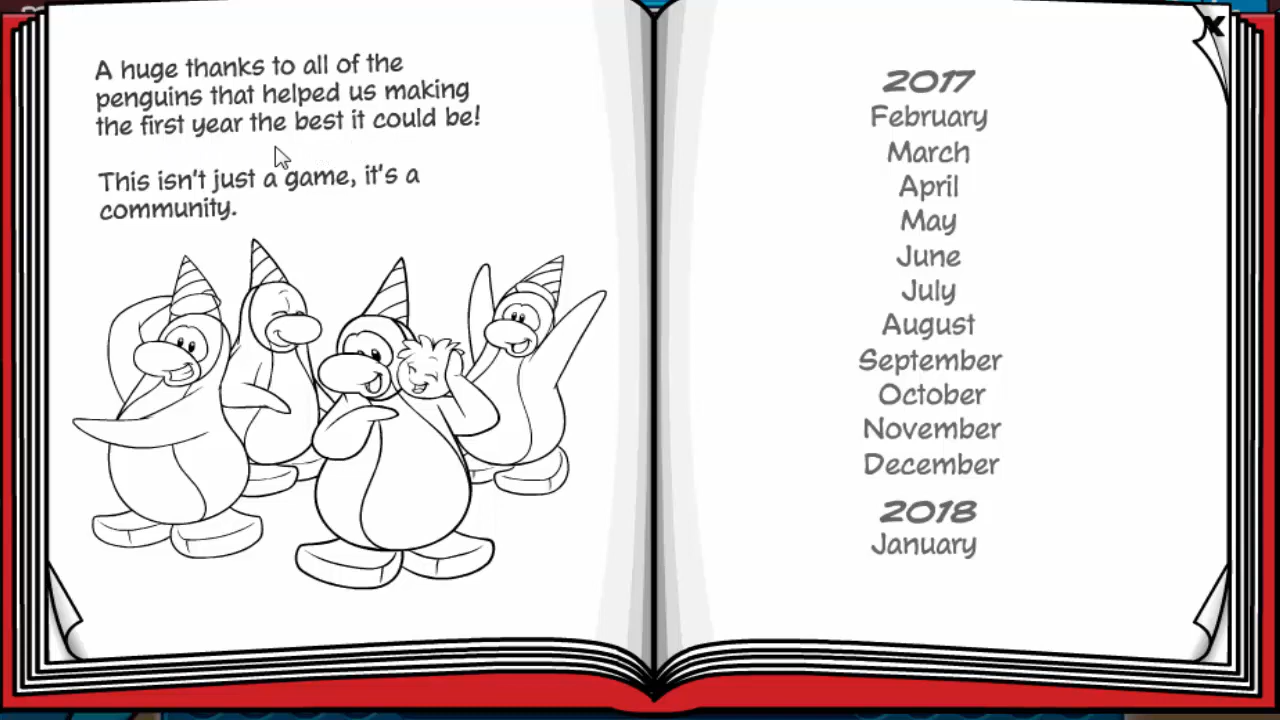 A huge thanks to all of the
penguins that helped us making
the first year the best it could be!
This isn't just a game, it's a
community.
2017
February
March
April
May
June
July
August
September
October
November
December
2018
January